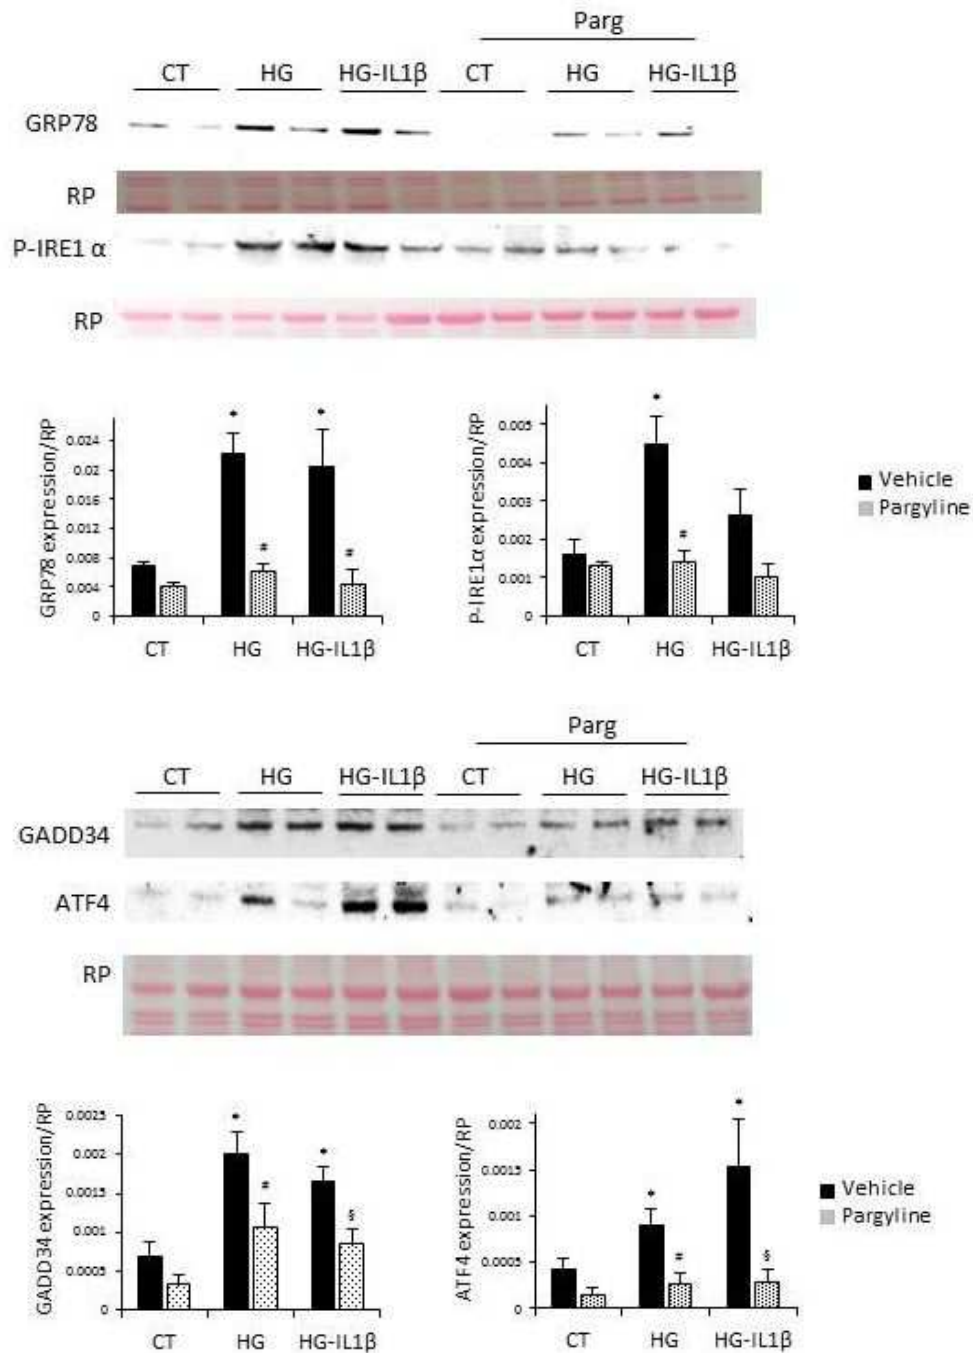 Parg
CT HG HG-IL1β CT HG HG-IL1β
GRP78
RP
P-IRE1 α
RP
GRP78 expression/RP
0.024
0.02
0.016
0.012
0.008
0.004
0
* * # #
CT HG HG-IL1β
P-IRE1α expression/RP
0.005
0.004
0.003
0.002
0.001
0
* #
CT HG HG-IL1β
Vehicle
Pargyline
Parg
CT HG HG-IL1β CT HG HG-IL1β
GADD34
ATF4
RP
GADD34 expression/RP
0.0025
0.002
0.0015
0.001
0.0005
0
* * # §
CT HG HG-IL1β
ATF4 expression/RP
0.002
0.0015
0.001
0.0005
0
* * # §
CT HG HG-IL1β
Vehicle
Pargyline